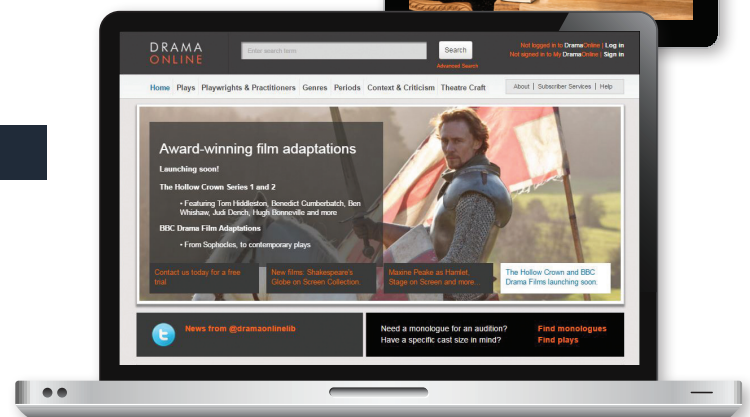 DRAMA
ONLINE
Enter search term
Search
Advanced Search
Not logged in to DramaOnline | Log in
Not signed in to My DramaOnline | Sign in
Home Plays Playwrights & Practitioners Genres Periods Context & Criticism Theatre Craft
About | Subscriber Services | Help
Award-winning film adaptations
Launching soon!
The Hollow Crown Series 1 and 2
• Featuring Tom Hiddleston, Benedict Cumberbatch, Ben
Whishaw, Judi Dench, Hugh Bonneville and more
BBC Drama Film Adaptations
• From Sophocles, to contemporary plays
Contact us today for a free
trial
New films: Shakespeare's
Globe on Screen Collection.
Maxine Peake as Hamlet,
Stage on Screen and more...
The Hollow Crown and BBC
Drama Films launching soon.
News from @dramaonlinelib
Need a monologue for an audition?
Find monologues
Have a specific cast size in mind?
Find plays